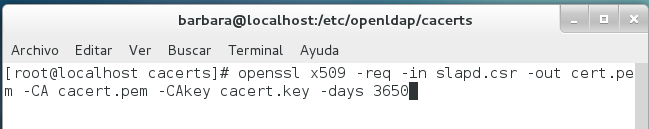 barbara@localhost:/etc/openldap/cacerts
Archivo Editar Ver Buscar Terminal Ayuda
[root@localhost cacerts]# openssl x509 -req -in slapd.csr -out cert.pe
m -CA cacert.pem -CAkey cacert.key -days 3650